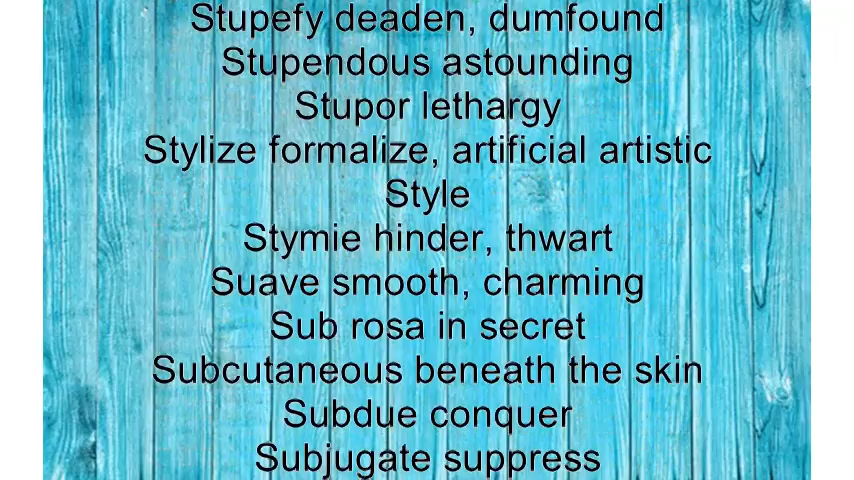 Stupefy deaden, dumfound
Stupendous astounding
Stupor lethargy
Stylize formalize, artificial artistic
Style
Stymie hinder, thwart
Suave smooth, charming
Sub rosa in secret
Subcutaneous beneath the skin
Subdue conquer
Subjugate suppress